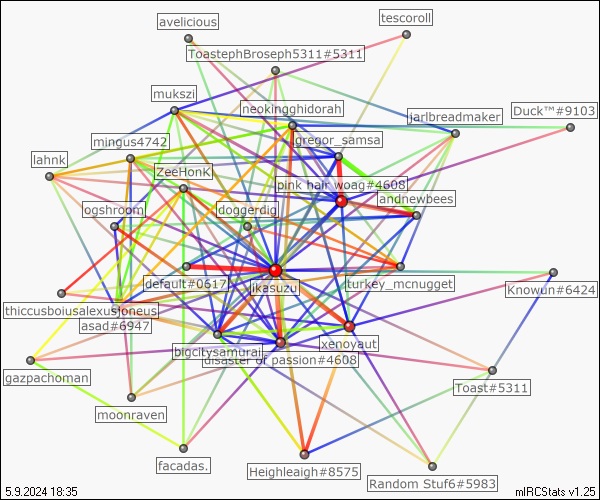 avelicious
tescoroll
ToastephBroseph5311#5311
mukszi
neokingghidorah
jarlbreadmaker
Duck™#9103
gregor_samsa
mingus4742
lahnk
ZeeHonK
pink hair woag#4608
andnewbees
ogshroom
doggerdig
default#0617
ikasuzu
turkey_mcnugget
Knowun#6424
thiccusboiusalexusjoneus
asad#6947
xenoyaut
bigcitysamurai
disaster of passion#4608
gazpachoman
Toast#5311
moonraven
facadas.
Heighleigh#8575
Random Stuf6#5983
5.9.2024 18:35
mIRCStats v1.25